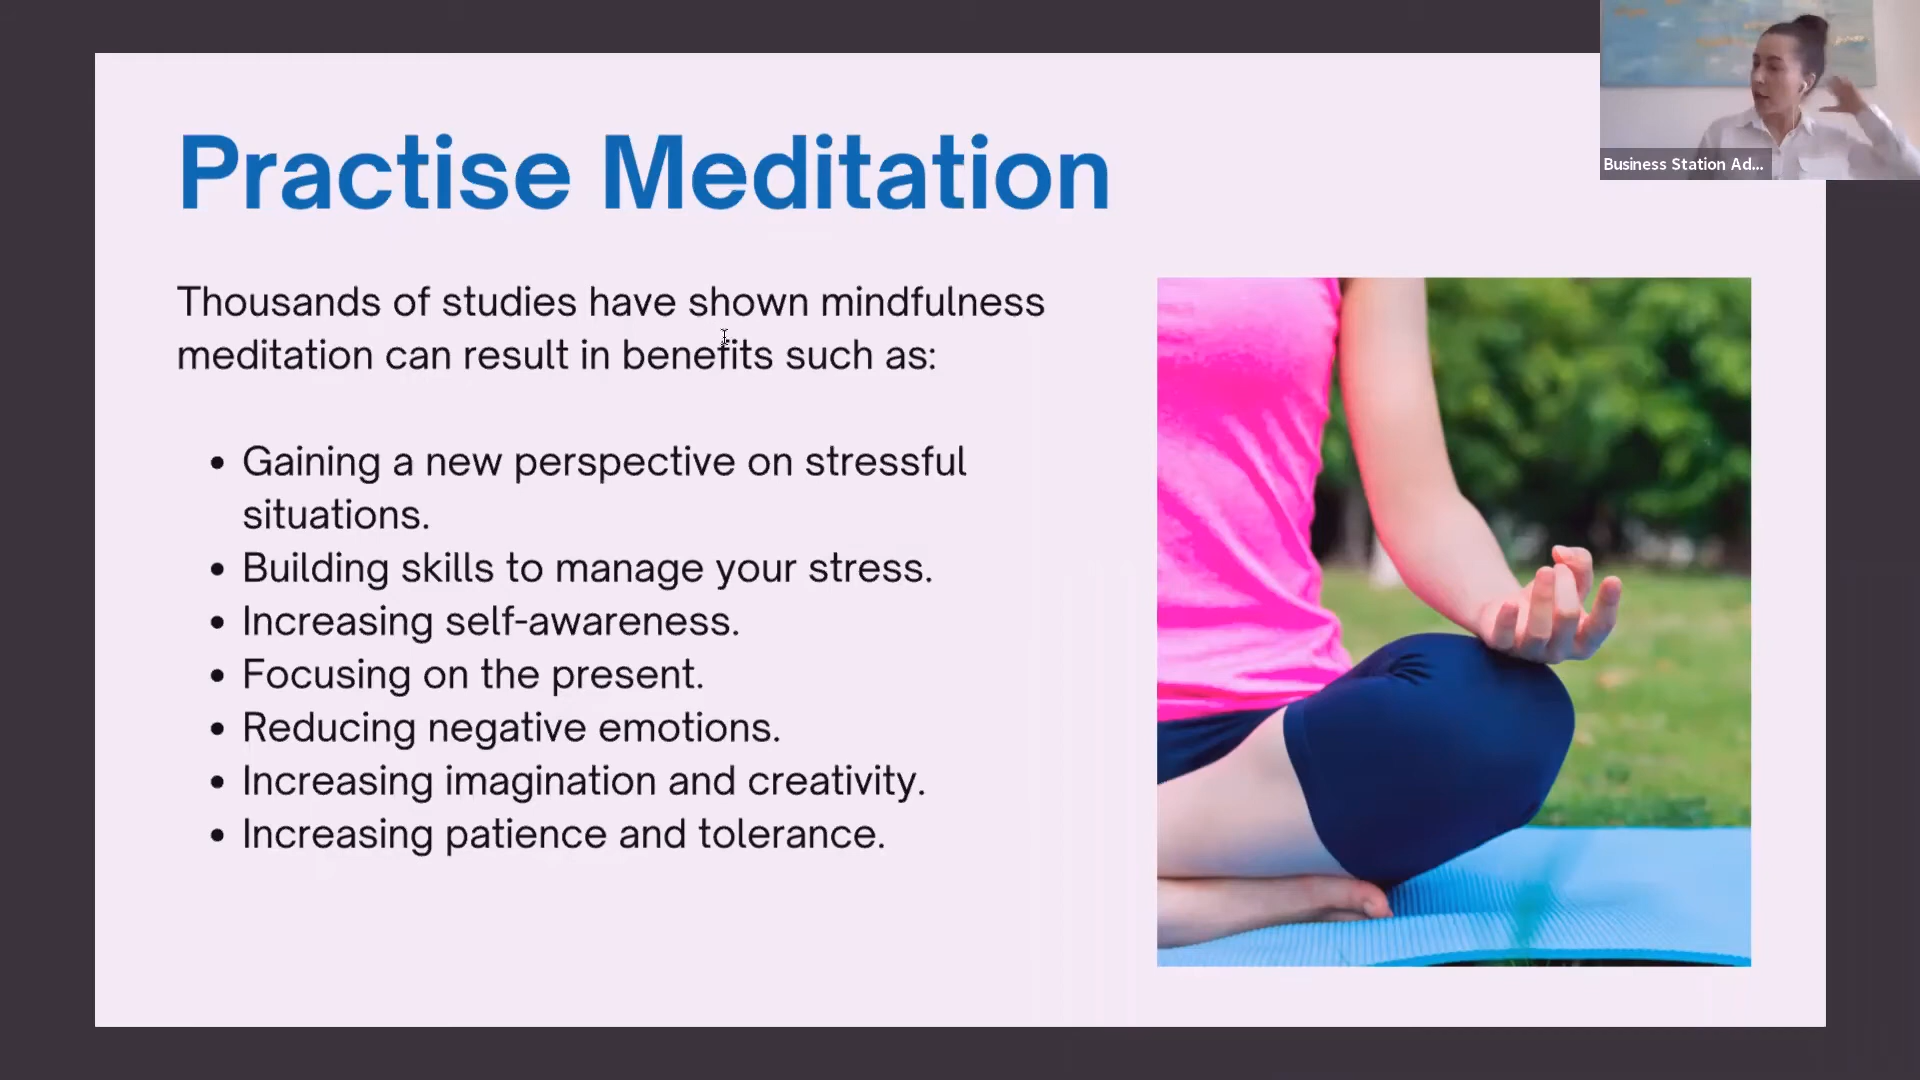 Practise Meditation
Business Station Ad...
Thousands of studies have shown mindfulness
meditation can result in benefits such as:
• Gaining a new perspective on stressful
situations.
• Building skills to manage your stress.
• Increasing self-awareness.
• Focusing on the present.
• Reducing negative emotions.
• Increasing imagination and creativity.
• Increasing patience and tolerance.